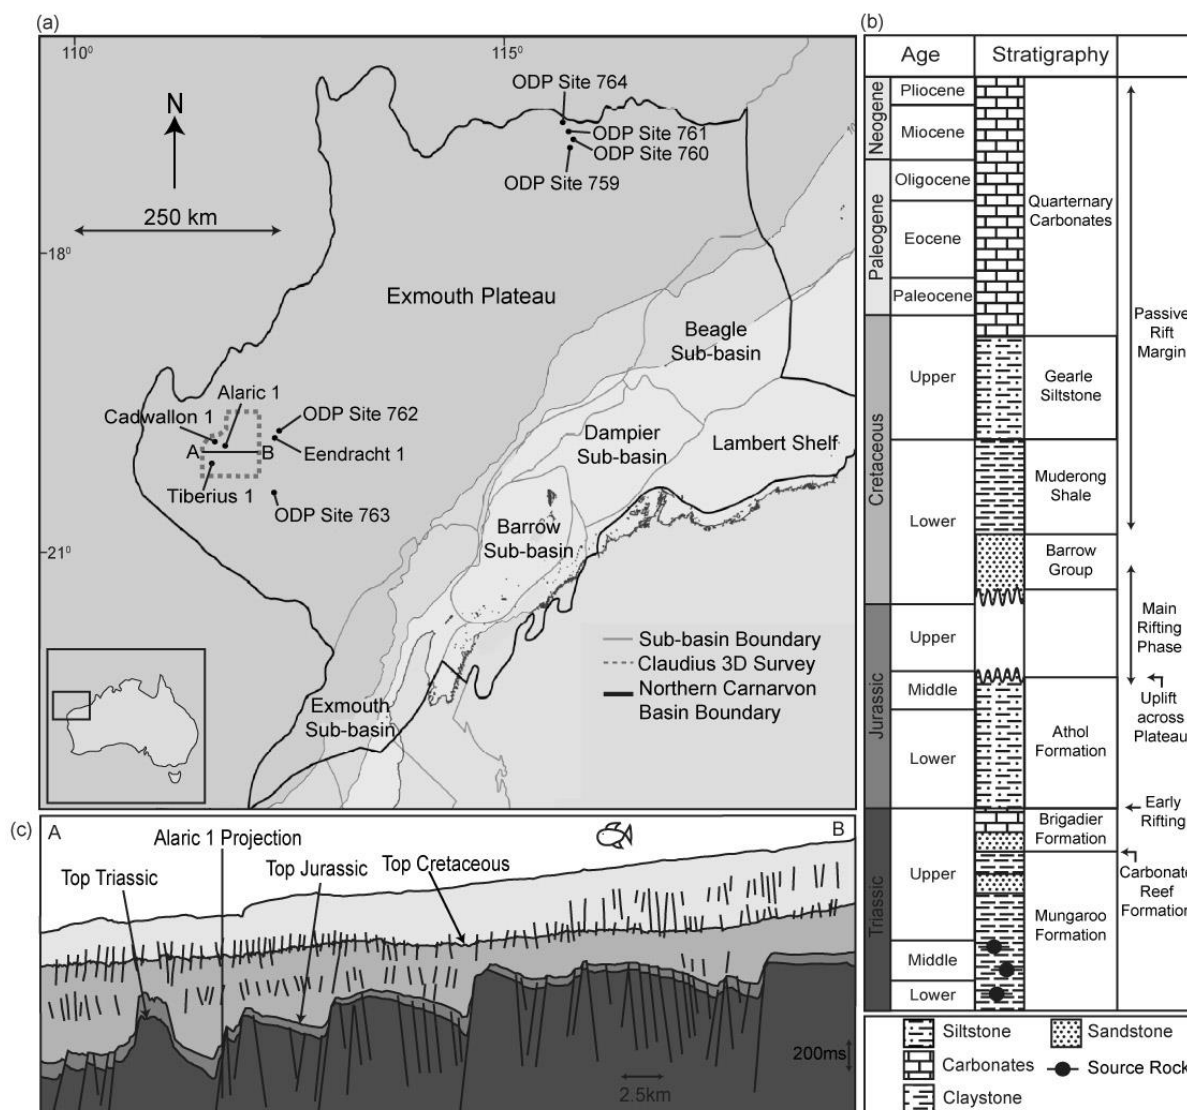 (a)
110⁰
115⁰
N
250 km
18⁰
21⁰
ODP Site 764
ODP Site 761
ODP Site 760
ODP Site 759
Exmouth Plateau
Beagle
Sub-basin
Alaric 1
Cadwallon 1
ODP Site 762
A
B
Eendracht 1
Tiberius 1
ODP Site 763
Dampier
Sub-basin
Lambert Shelf
Barrow
Sub-basin
Exmouth
Sub-basin
Sub-basin Boundary
Claudius 3D Survey
Northern Carnarvon
Basin Boundary
(b)
Age
Stratigraphy
Neogene
Pliocene
Miocene
Paleogene
Oligocene
Eocene
Paleocene
Quarternary
Carbonates
Cretaceous
Upper
Gearle
Siltstone
Lower
Muderong
Shale
Barrow
Group
Jurassic
Upper
Middle
Lower
Athol
Formation
Triassic
Upper
Brigadier
Formation
Mungaroo
Formation
Middle
Lower
Passive
Rift
Margin
Main
Rifting
Phase
Uplift
across
Plateau
Early
Rifting
Carbonate
Reef
Formation
Siltstone
Sandstone
Carbonates
Source Rock
Claystone
(c)
A
B
Alaric 1 Projection
Top Triassic
Top Jurassic
Top Cretaceous
200ms
2.5km